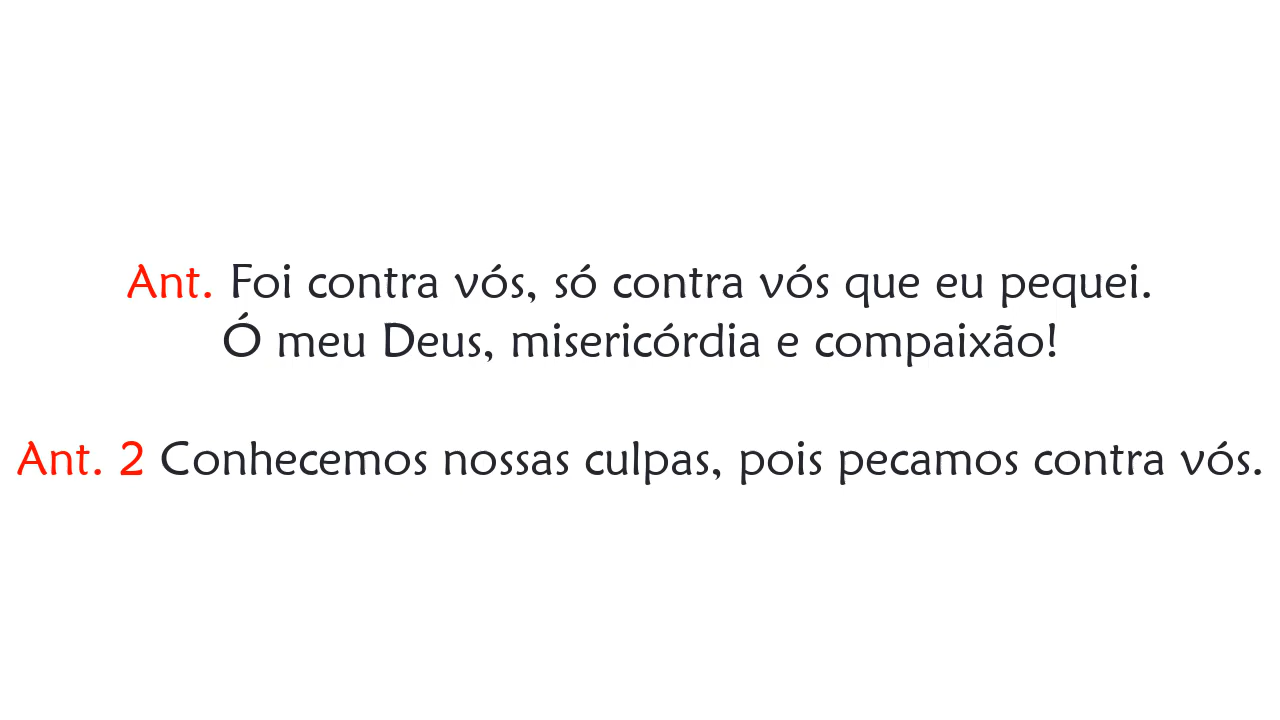 Ant. Foi contra vós, só contra vós que eu pequei.
Ó meu Deus, misericórdia e compaixão!
Ant. 2 Conhecemos nossas culpas, pois pecamos contra vós.